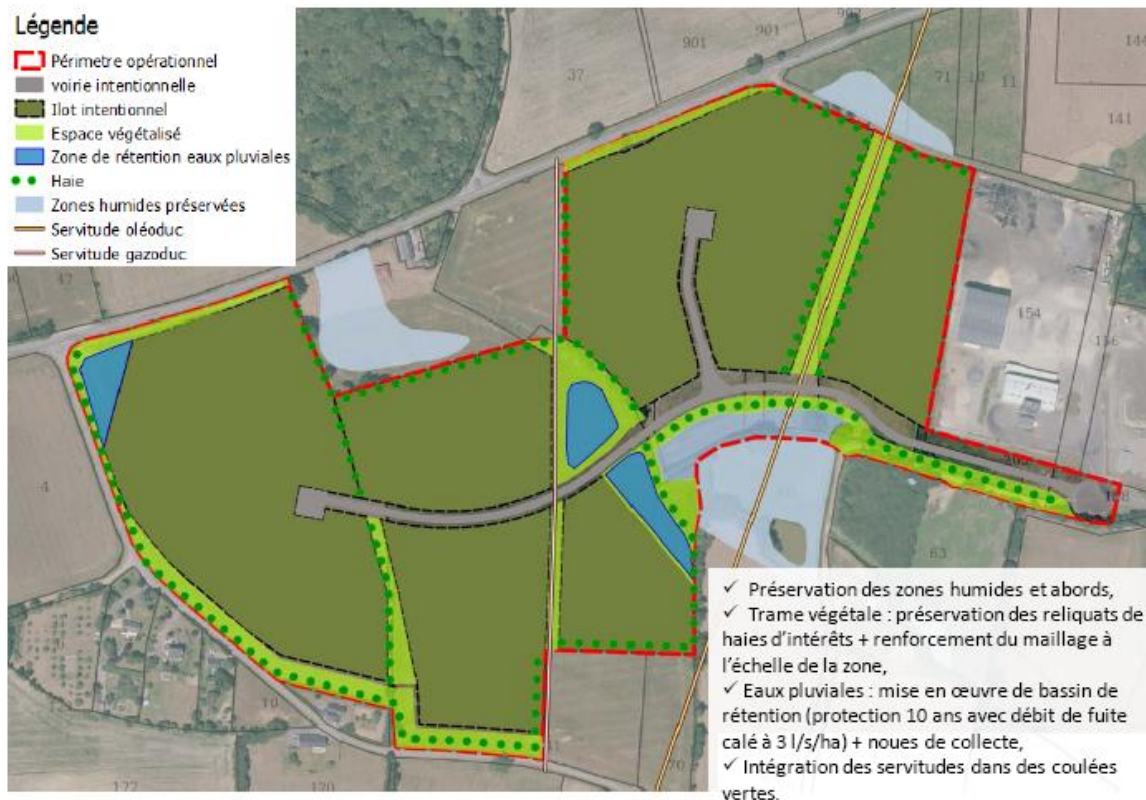 Légende
Périmetre opérationnel
voirie intentionnelle
Ilot intentionnel
Espace végétalisé
Zone de rétention eaux pluviales
Haie
Zones humides préservées
Servitude oléoduc
Servitude gazoduc
901
901
37
71
11
144
141
47
154
156
4
63
10
70
177
170
✓ Préservation des zones humides et abords,
✓ Trame végétale : préservation des reliquats de
haies d'intérêts + renforcement du maillage à
l'échelle de la zone,
✓ Eaux pluviales : mise en œuvre de bassin de
rétention (protection 10 ans avec débit de fuite
calé à 3 l/s/ha) + noues de collecte,
✓ Intégration des servitudes dans des coulées
vertes.